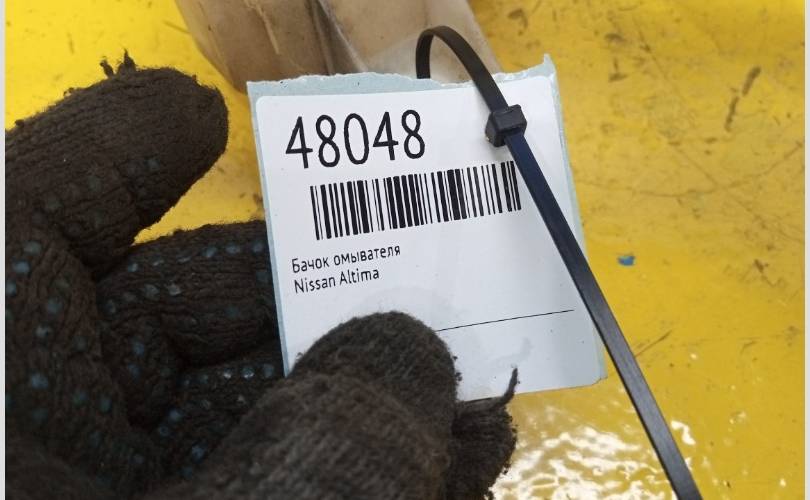 48048
Бачок омывателя
Nissan Altima